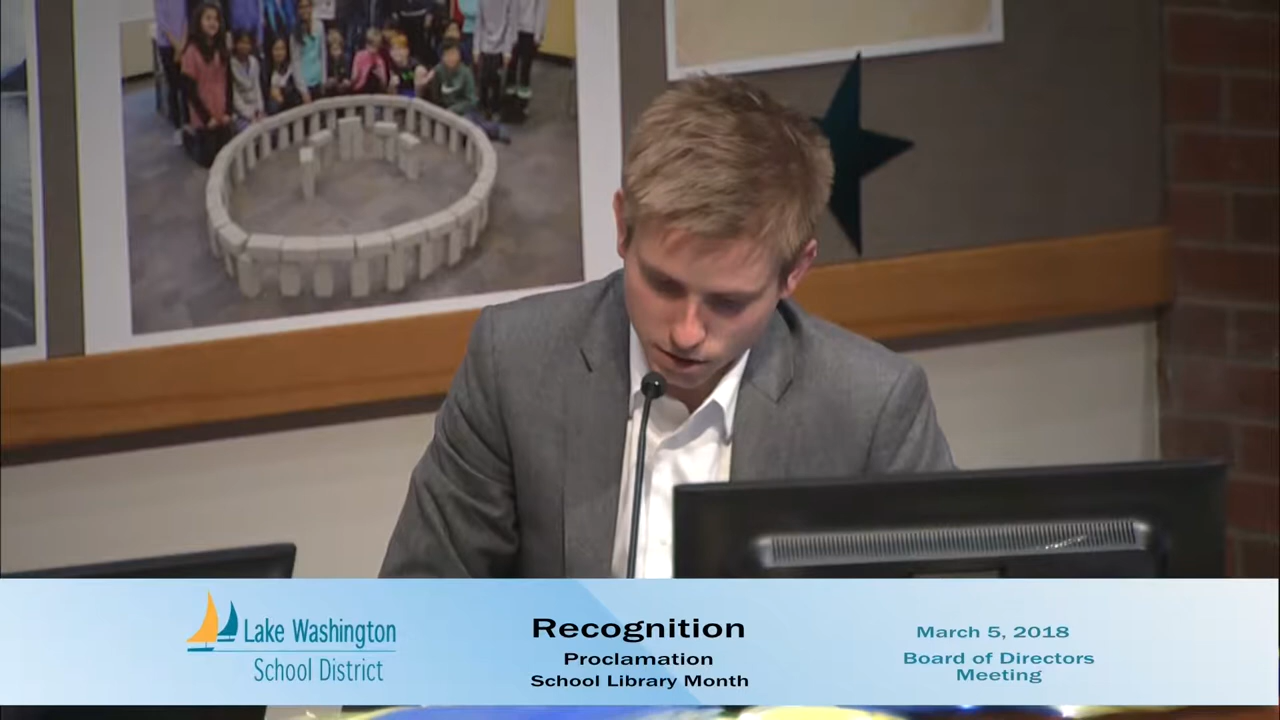 Lake Washington
School District
Recognition
Proclamation
School Library Month
March 5, 2018
Board of Directors
Meeting